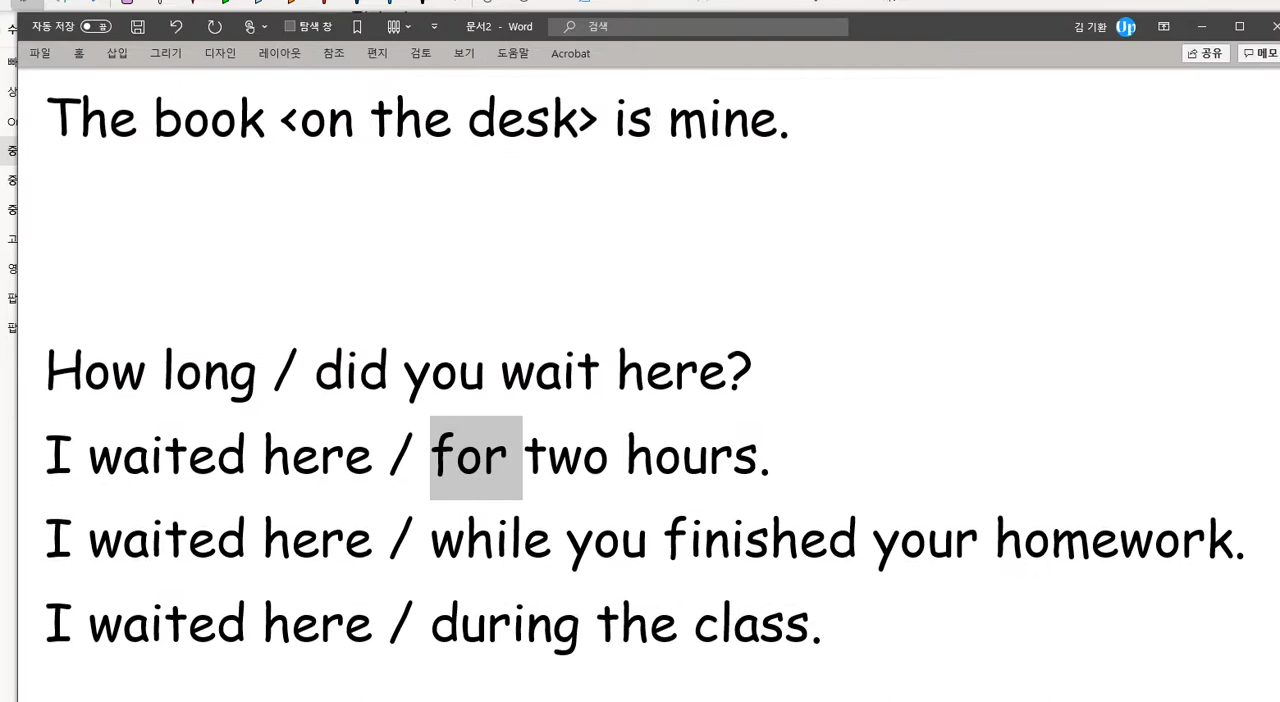 자동 저장 끔 탐색 창 문서2 - Word 검색 김 기환 Up
파일 홈 삽입 그리기 디자인 레이아웃 참조 편지 검토 보기 도움말 Acrobat 공유 메모
The book <on the desk> is mine.
How long / did you wait here?
I waited here / for two hours.
I waited here / while you finished your homework.
I waited here / during the class.